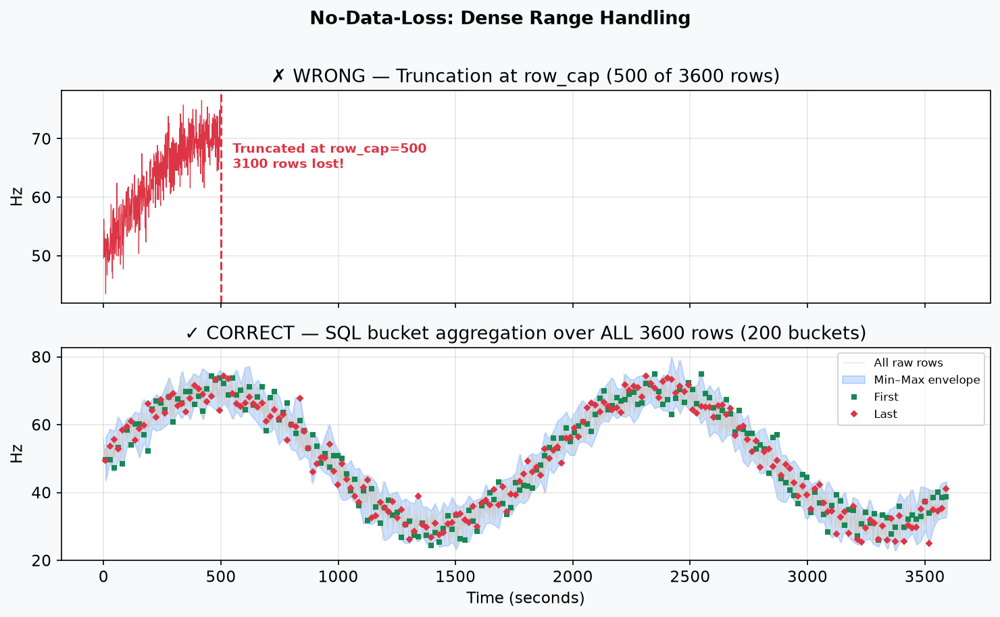 No-Data-Loss: Dense Range Handling
✗ WRONG — Truncation at row_cap (500 of 3600 rows)
70
60
50
Hz
Truncated at row_cap=500
3100 rows lost!
✓ CORRECT — SQL bucket aggregation over ALL 3600 rows (200 buckets)
80
60
40
20
Hz
All raw rows
Min–Max envelope
First
Last
0 500 1000 1500 2000 2500 3000 3500
Time (seconds)